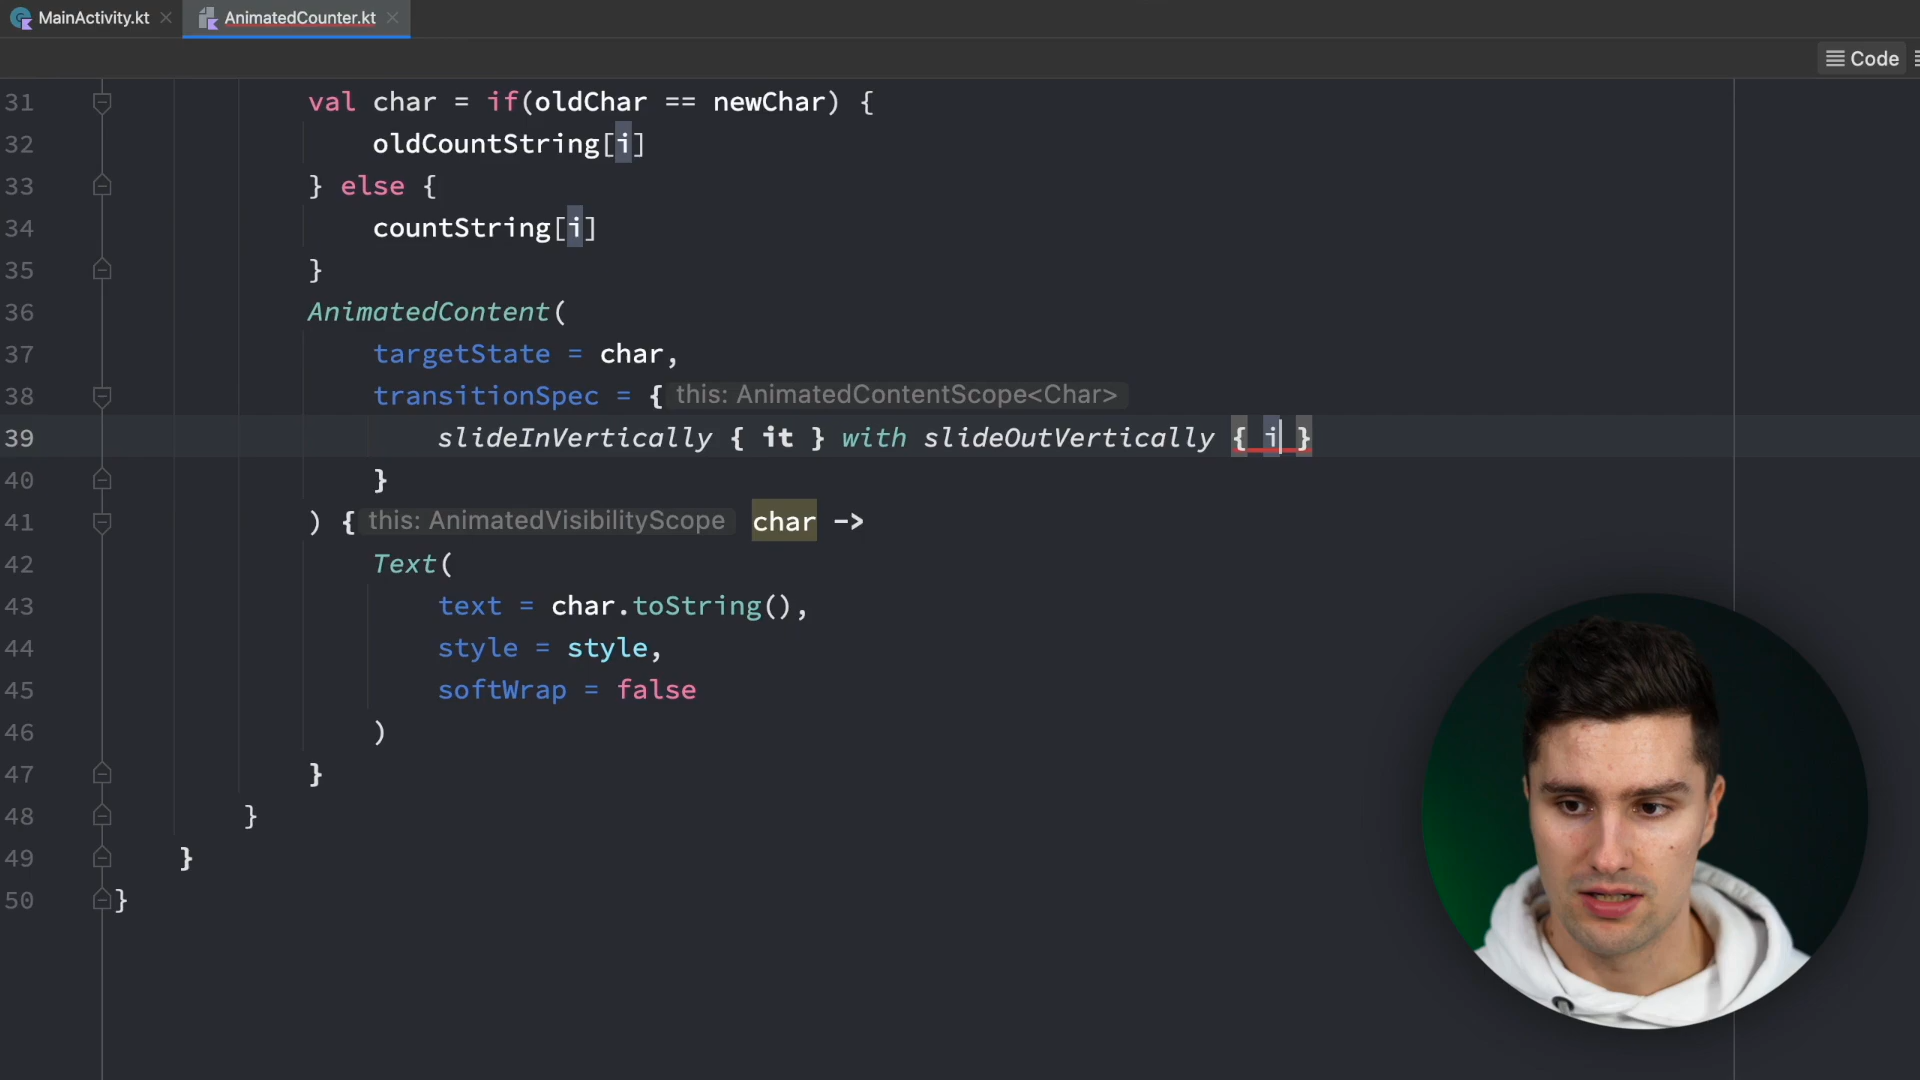 MainActivity.kt
AnimatedCounter.kt
Code
31 val char = if(oldChar == newChar) {
32 oldCountString[i]
33 } else {
34 countString[i]
35 }
36 AnimatedContent(
37 targetState = char,
38 transitionSpec = { this: AnimatedContentScope<Char>
39 slideInVertically { it } with slideOutVertically { i }
40 }
41 ) { this: AnimatedVisibilityScope char ->
42 Text(
43 text = char.toString(),
44 style = style,
45 softWrap = false
46 )
47 }
48 }
49 }
50 }